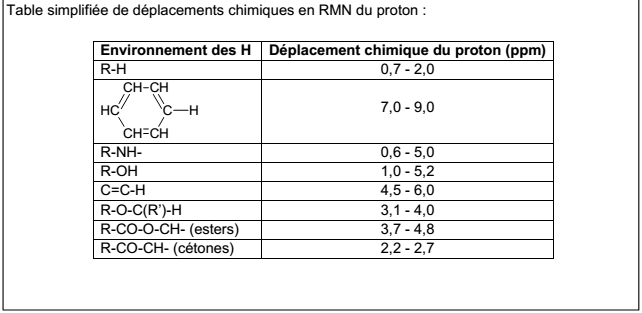 Table simplifiée de déplacements chimiques en RMN du proton :
Environnement des H Déplacement chimique du proton (ppm)
R-H 0,7 - 2,0
CH-CH
HC C-H 7,0 - 9,0
CH=CH
R-NH- 0,6 - 5,0
R-OH 1,0 - 5,2
C=C-H 4,5 - 6,0
R-O-C(R')-H 3,1 - 4,0
R-CO-O-CH- (esters) 3,7 - 4,8
R-CO-CH- (cétones) 2,2 - 2,7